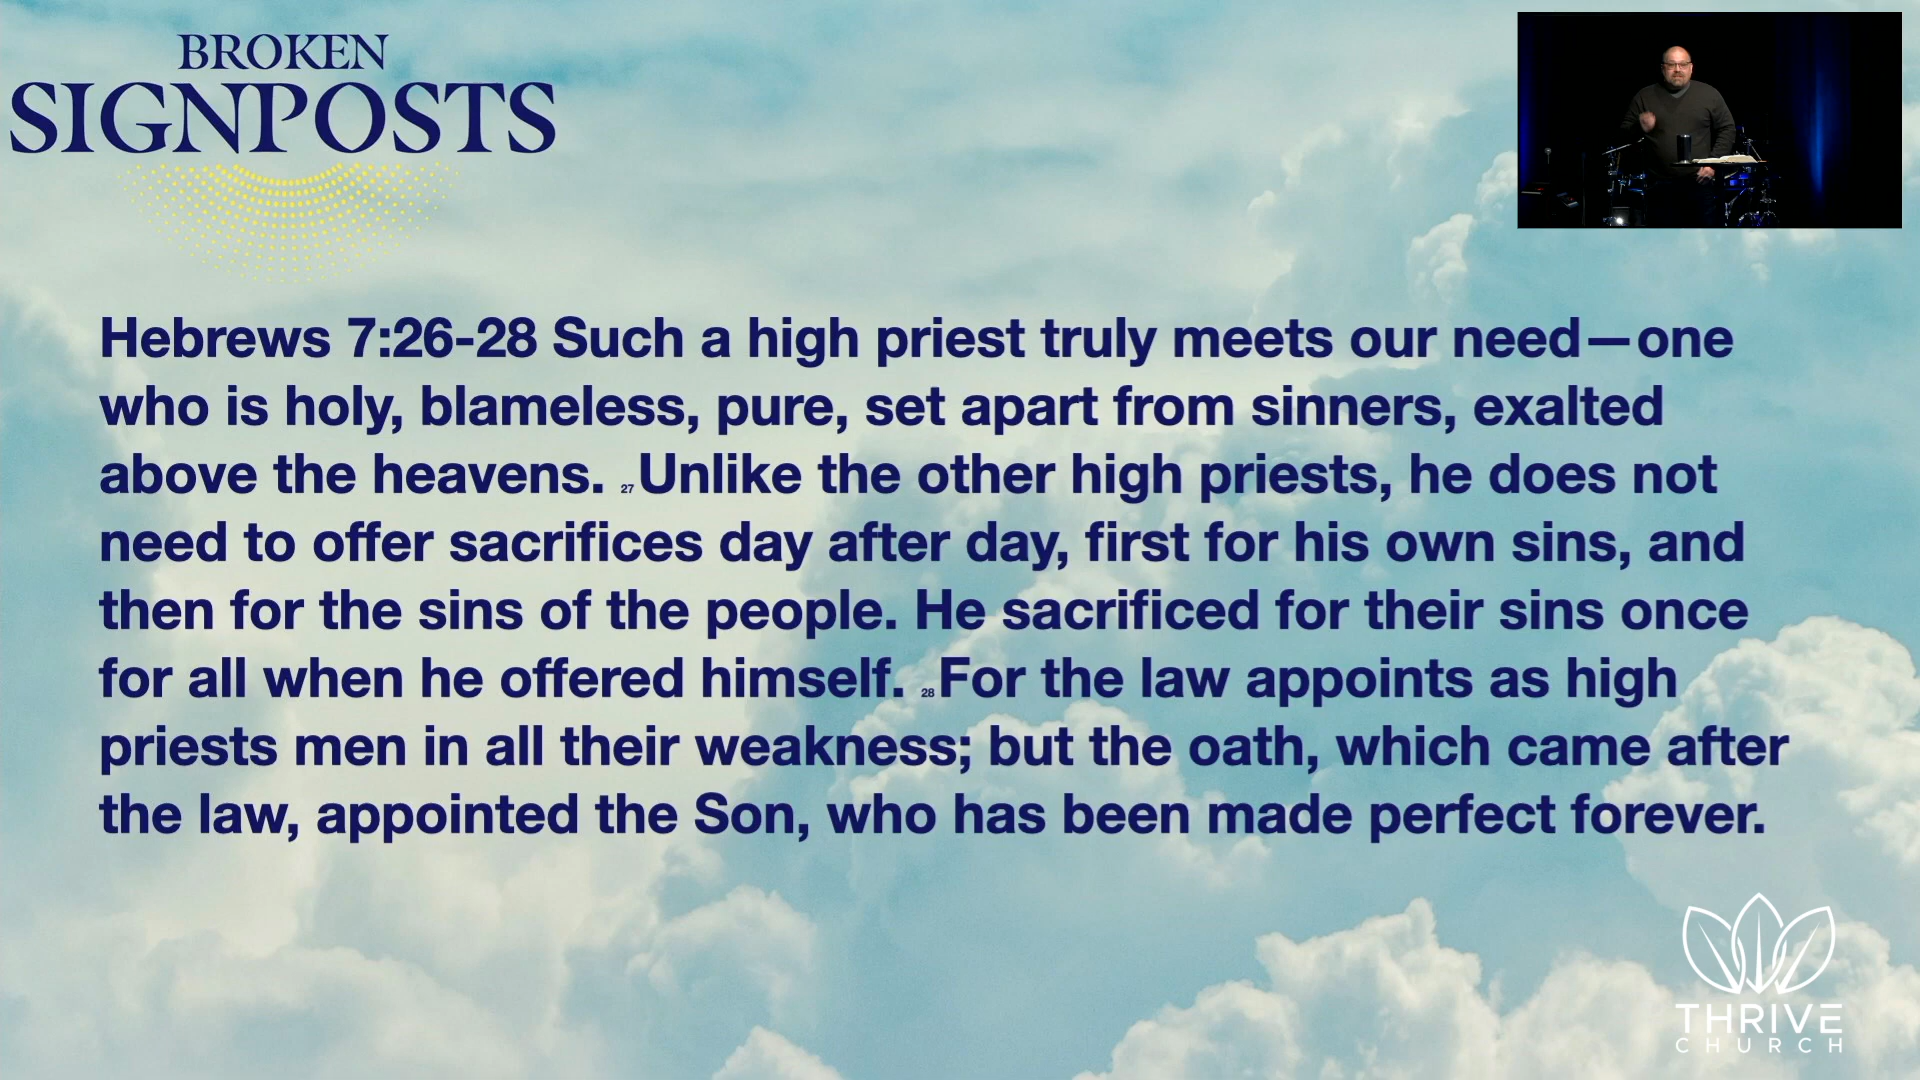 BROKEN
SIGNPOSTS
Hebrews 7:26-28 Such a high priest truly meets our need—one
who is holy, blameless, pure, set apart from sinners, exalted
above the heavens. 27 Unlike the other high priests, he does not
need to offer sacrifices day after day, first for his own sins, and
then for the sins of the people. He sacrificed for their sins once
for all when he offered himself. 28 For the law appoints as high
priests men in all their weakness; but the oath, which came after
the law, appointed the Son, who has been made perfect forever.
THRIVE
CHURCH